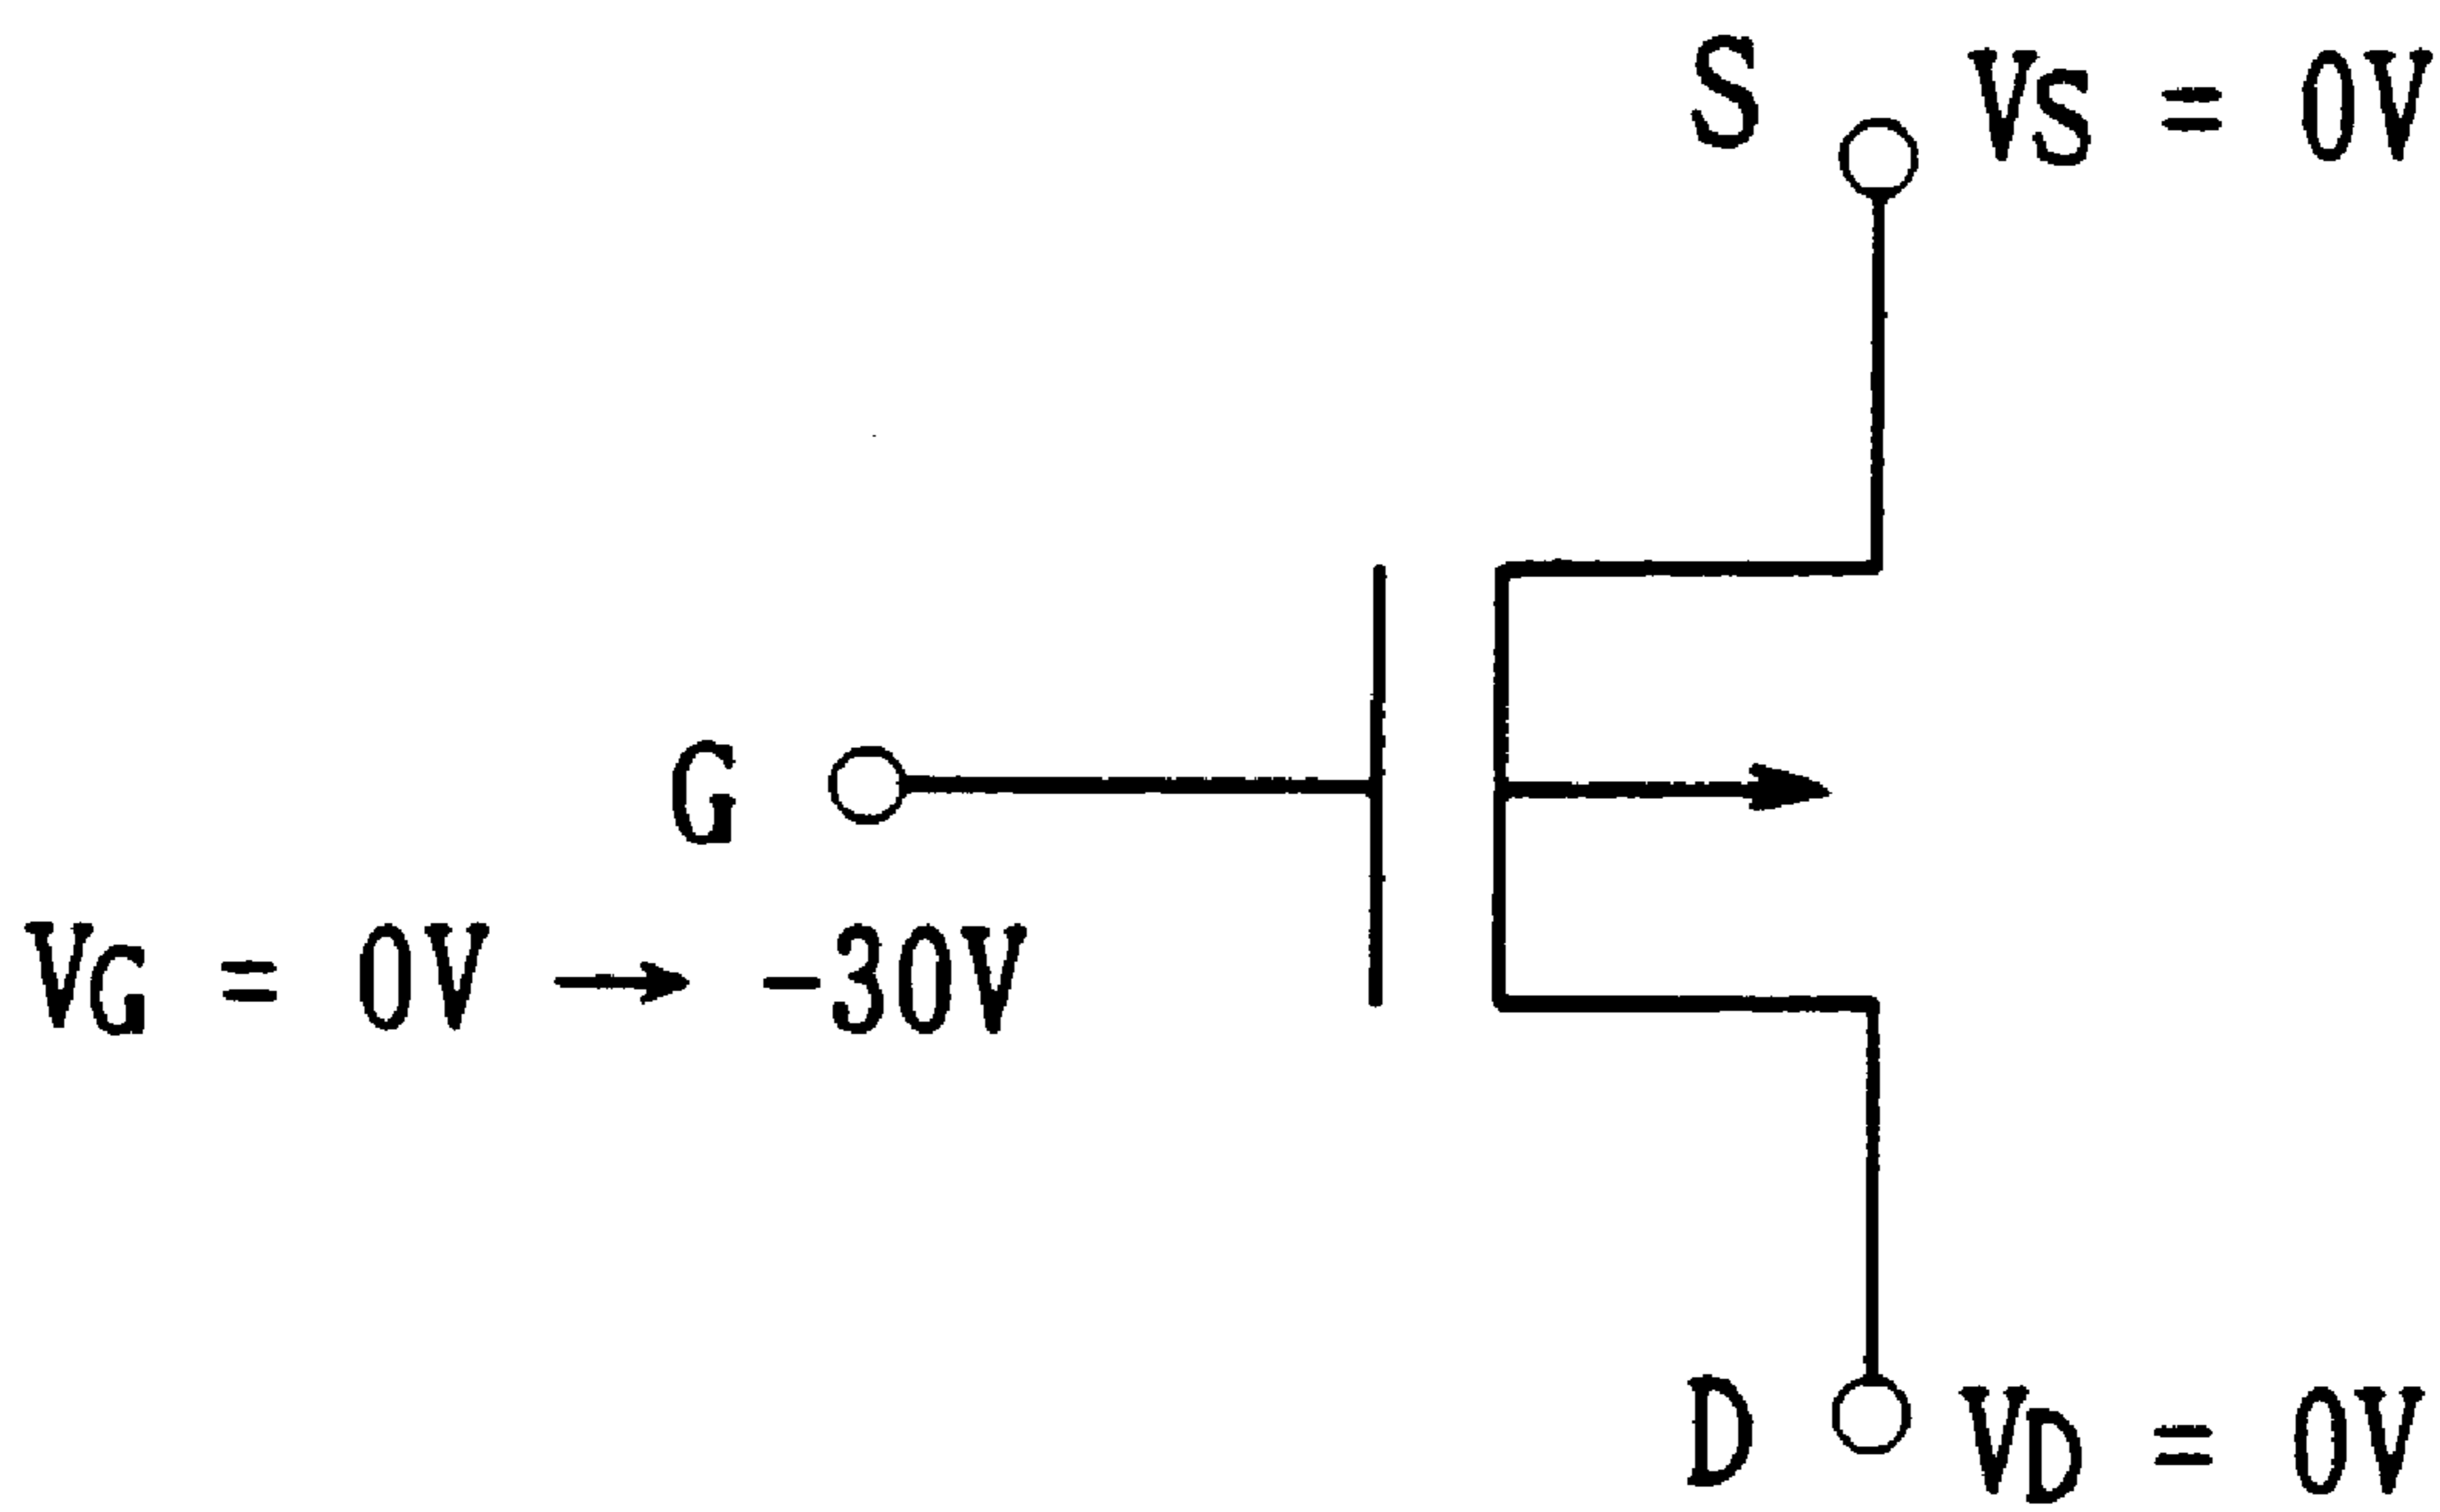 S VS = 0V
G
VG = 0V → -30V
D VD = 0V